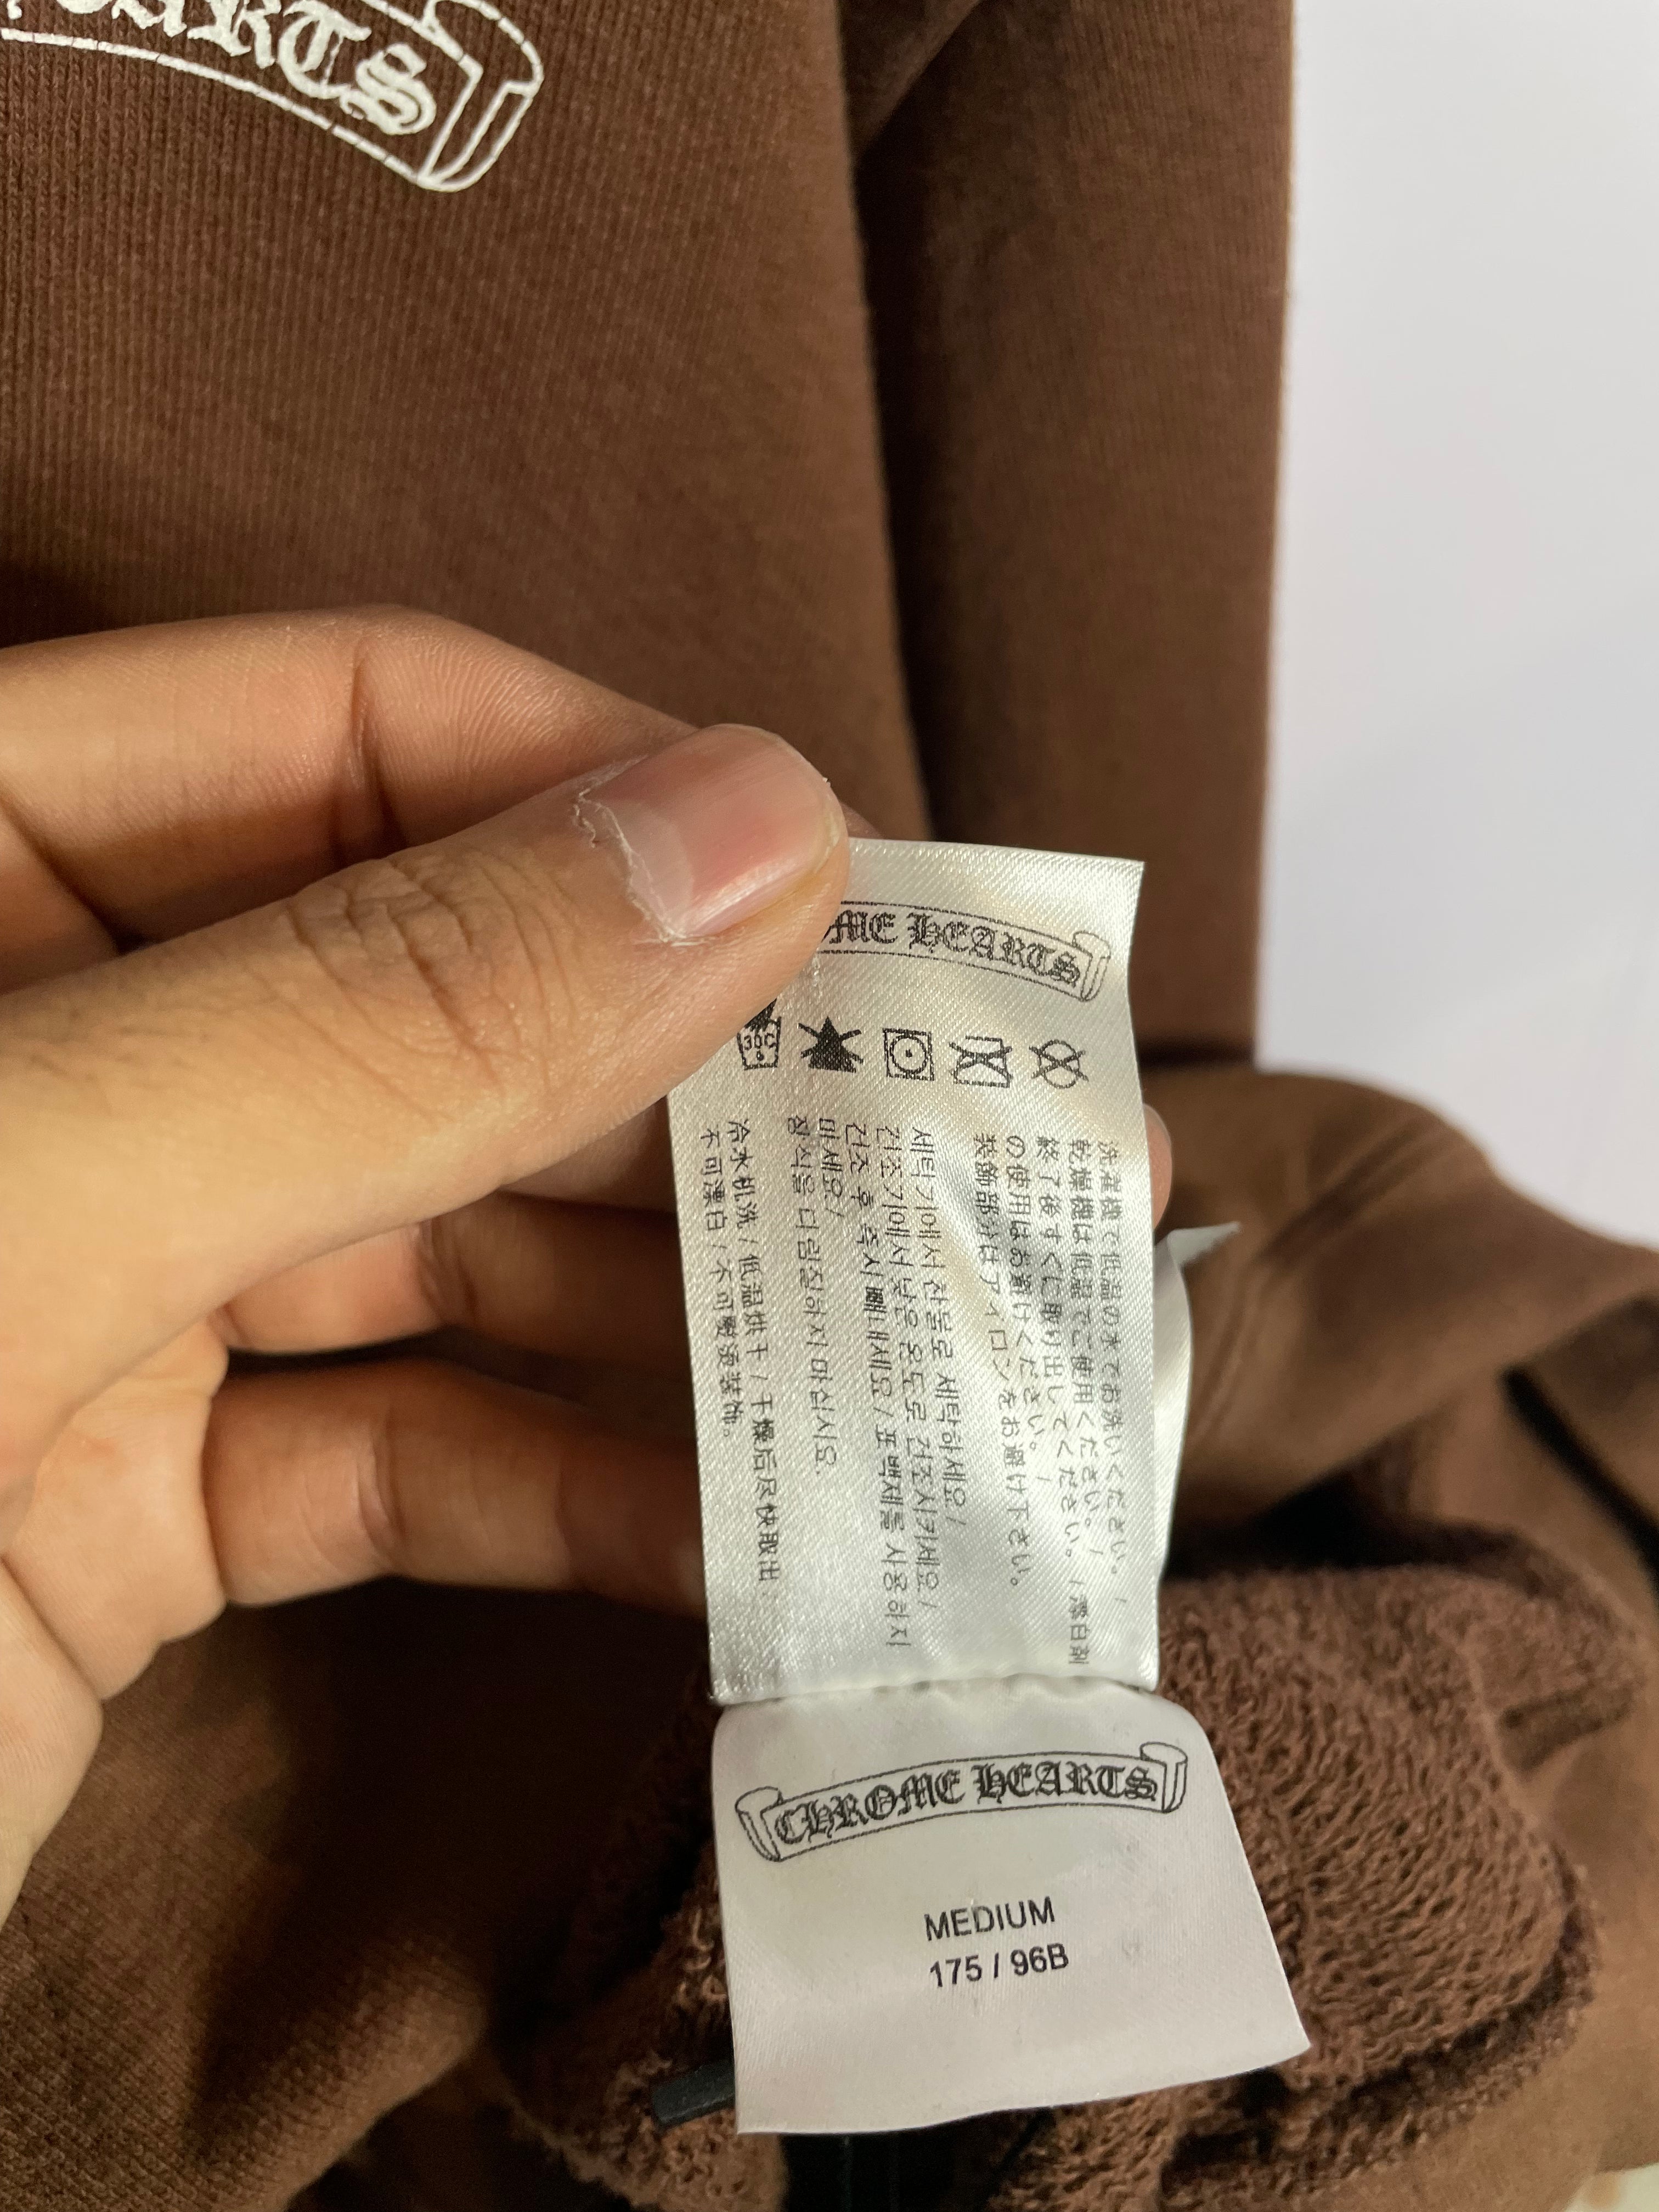 ARTS
ME HEARTS
30C
洗濯機で低温の水でお洗いください。/
乾燥機は低温でご使用ください。/
終了後すぐに取り出してください。/漂白剤
の使用はお避けください。/
装飾部分はアイロンをお避け下さい。
세탁기에서 찬물로 세탁하세요/
건조기에서 낮은 온도로 건조시키세요/
건조 후 즉시 빼내세요/표백제를 사용하지
마세요/
장식을 다림질하지 마십시요.
冷水机洗/低温烘干/干燥后尽快取出
不可漂白/不可熨烫装饰。
CHROME HEARTS
MEDIUM
175 / 96B